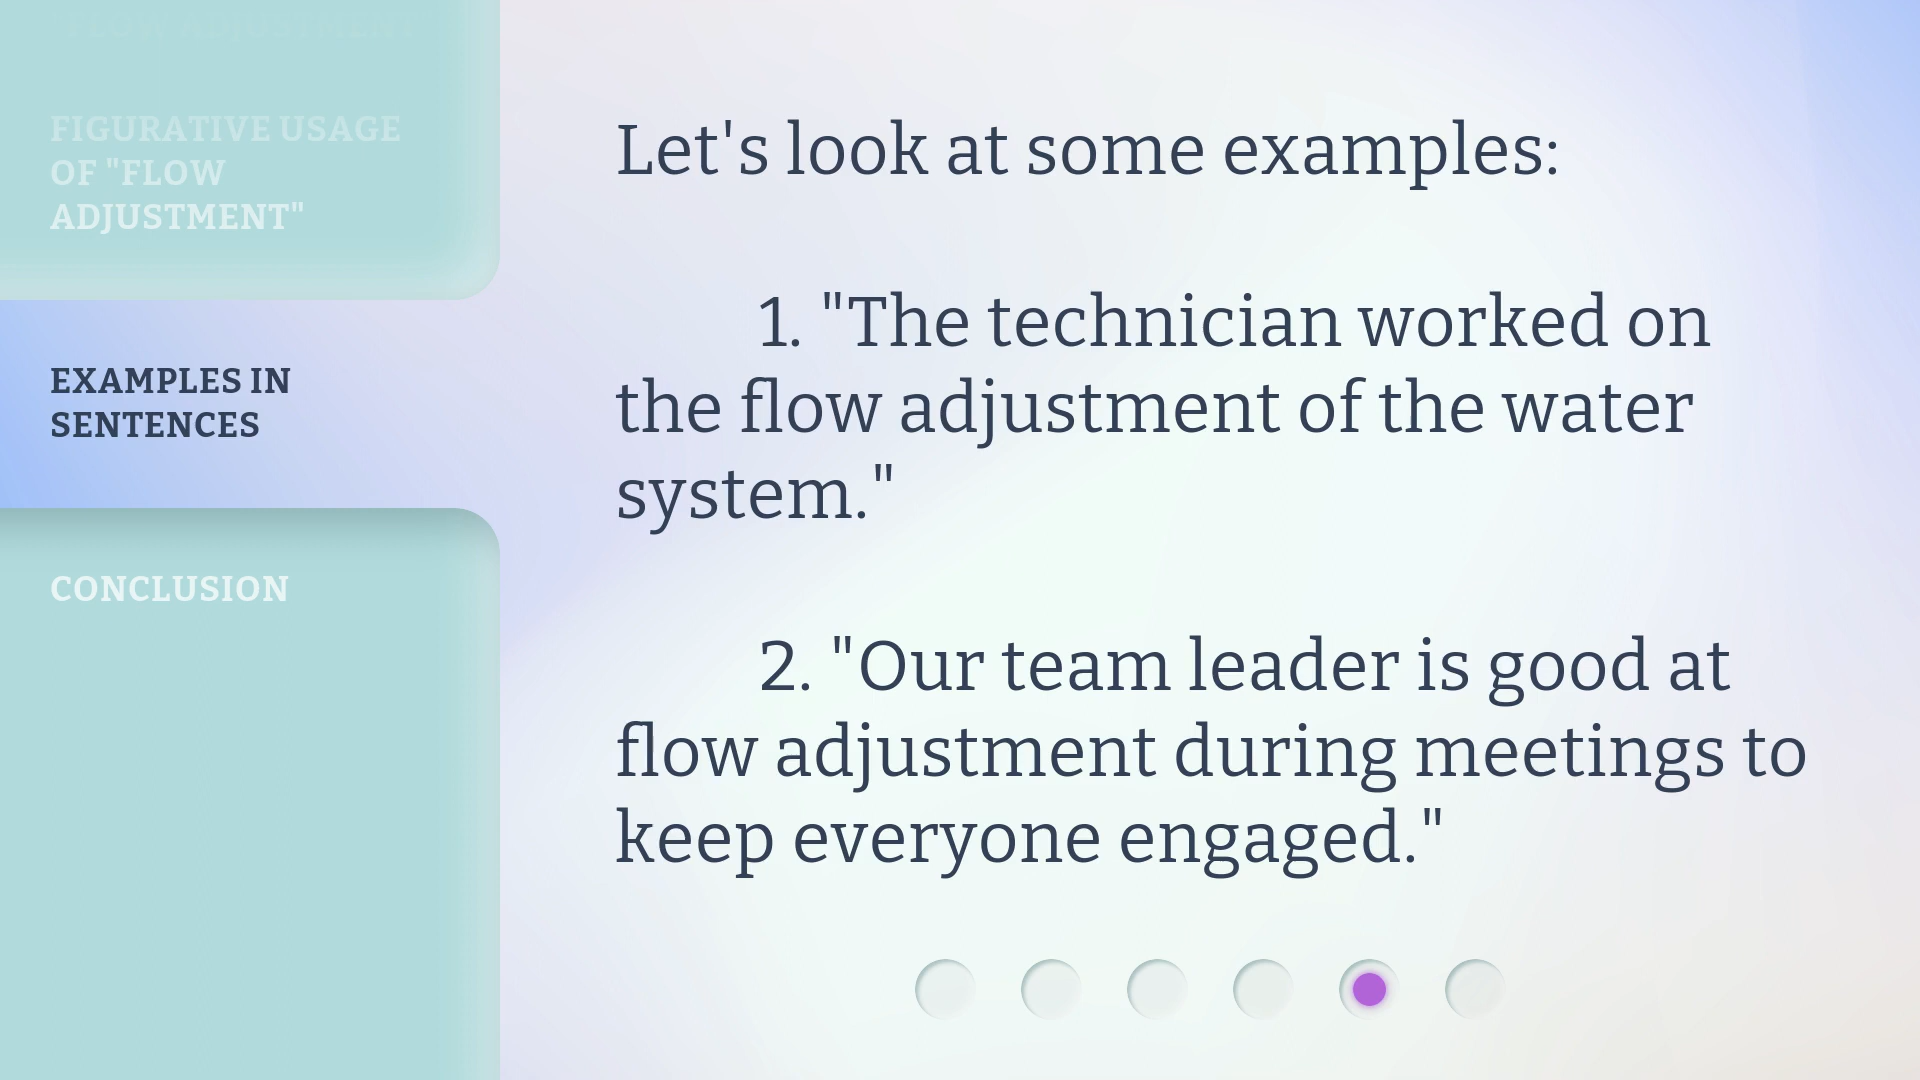 FLOW ADJUSTMENT"
FIGURATIVE USAGE
OF "FLOW
ADJUSTMENT"
EXAMPLES IN
SENTENCES
CONCLUSION
Let's look at some examples:
1. "The technician worked on
the flow adjustment of the water
system."
2. "Our team leader is good at
flow adjustment during meetings to
keep everyone engaged."